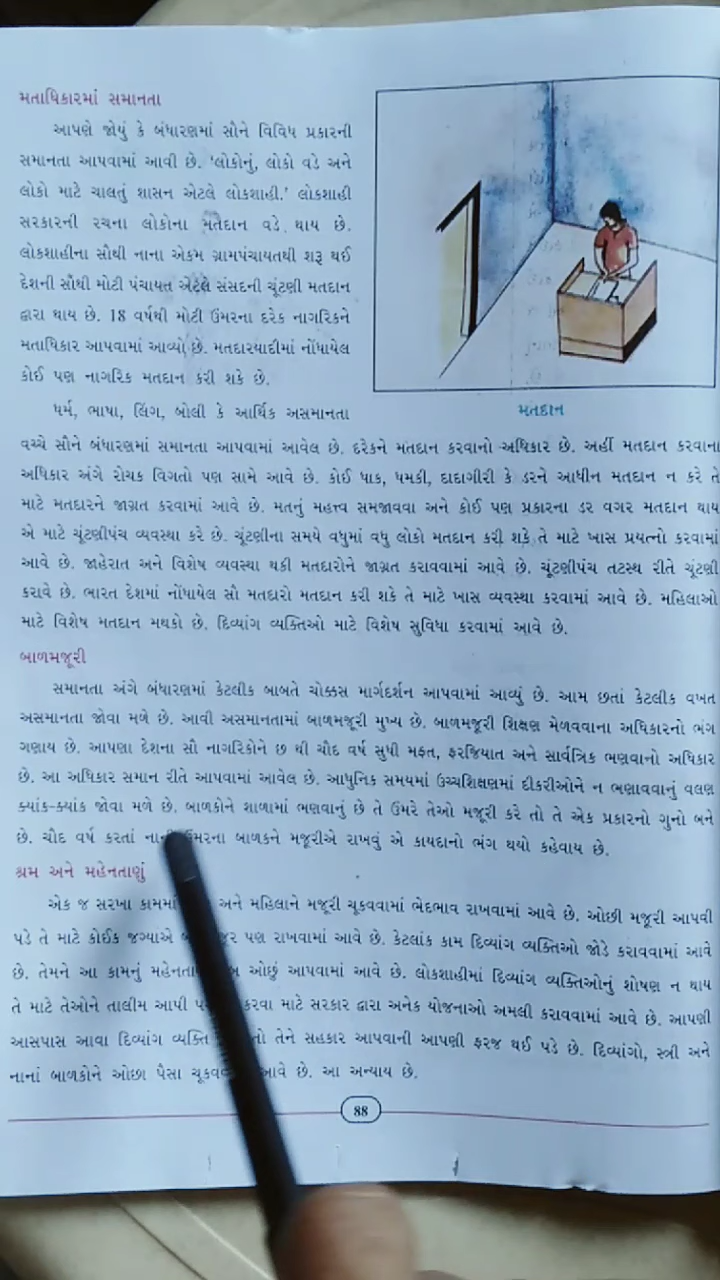 મતાધિકારમાં સમાનતા
આપણે જોયું કે બંધારણમાં સૌને વિવિધ પ્રકારની
સમાનતા આપવામાં આવી છે. ‘લોકોનું, લોકો વડે અને
લોકો માટે ચાલતું શાસન એટલે લોકશાહી.’ લોકશાહી
સરકારની રચના લોકોના મતદાન વડે થાય છે.
લોકશાહીના સૌથી નાના એકમ ગ્રામપંચાયતથી શરૂ થઈ
દેશની સૌથી મોટી પંચાયત એટલે સંસદની ચૂંટણી મતદાન
દ્વારા થાય છે. 18 વર્ષથી મોટી ઉંમરના દરેક નાગરિકને
મતાધિકાર આપવામાં આવ્યો છે. મતદારયાદીમાં નોંધાયેલ
કોઈ પણ નાગરિક મતદાન કરી શકે છે.
મતદાન
ધર્મ, ભાષા, લિંગ, બોલી કે આર્થિક અસમાનતા
વચ્ચે સૌને બંધારણમાં સમાનતા આપવામાં આવેલ છે. દરેકને મતદાન કરવાનો અધિકાર છે. અહીં મતદાન કરવાના
અધિકાર અંગે રોચક વિગતો પણ સામે આવે છે. કોઈ ધાક, ધમકી, દાદાગીરી કે ડરને આધીન મતદાન ન કરે તે
માટે મતદારને જાગ્રત કરવામાં આવે છે. મતનું મહત્ત્વ સમજાવવા અને કોઈ પણ પ્રકારના ડર વગર મતદાન થાય
એ માટે ચૂંટણીપંચ વ્યવસ્થા કરે છે. ચૂંટણીના સમયે વધુમાં વધુ લોકો મતદાન કરી શકે તે માટે ખાસ પ્રયત્નો કરવામાં
આવે છે. જાહેરાત અને વિશેષ વ્યવસ્થા થકી મતદારોને જાગ્રત કરાવવામાં આવે છે. ચૂંટણીપંચ તટસ્થ રીતે ચૂંટણી
કરાવે છે. ભારત દેશમાં નોંધાયેલ સૌ મતદારો મતદાન કરી શકે તે માટે ખાસ વ્યવસ્થા કરવામાં આવે છે. મહિલાઓ
માટે વિશેષ મતદાન મથકો છે. દિવ્યાંગ વ્યક્તિઓ માટે વિશેષ સુવિધા કરવામાં આવે છે.
બાળમજૂરી
સમાનતા અંગે બંધારણમાં કેટલીક બાબતે ચોક્કસ માર્ગદર્શન આપવામાં આવ્યું છે. આમ છતાં કેટલીક વખત
અસમાનતા જોવા મળે છે. આવી અસમાનતામાં બાળમજૂરી મુખ્ય છે. બાળમજૂરી શિક્ષણ મેળવવાના અધિકારનો ભંગ
ગણાય છે. આપણા દેશના સૌ નાગરિકોને છ થી ચૌદ વર્ષ સુધી મફત, ફરજિયાત અને સાર્વત્રિક ભણવાનો અધિકાર
છે. આ અધિકાર સમાન રીતે આપવામાં આવેલ છે. આધુનિક સમયમાં ઉચ્ચશિક્ષણમાં દીકરીઓને ન ભણાવવાનું વલણ
ક્યાંક-ક્યાંક જોવા મળે છે. બાળકોને શાળામાં ભણવાનું છે તે ઉંમરે તેઓ મજૂરી કરે તો તે એક પ્રકારનો ગુનો બને
છે. ચૌદ વર્ષ કરતાં નાની ઉંમરના બાળકને મજૂરીએ રાખવું એ કાયદાનો ભંગ થયો કહેવાય છે.
શ્રમ અને મહેનતાણું
એક જ સરખા કામમાં અને મહિલાને મજૂરી ચૂકવવામાં ભેદભાવ રાખવામાં આવે છે. ઓછી મજૂરી આપવી
પડે તે માટે કોઈક જગ્યાએ પણ રાખવામાં આવે છે. કેટલાંક કામ દિવ્યાંગ વ્યક્તિઓ જોડે કરાવવામાં આવે
છે. તેમને આ કામનું ઓછું આપવામાં આવે છે. લોકશાહીમાં દિવ્યાંગ વ્યક્તિઓનું શોષણ ન થાય
તે માટે તેઓને તાલીમ આપી કરવા માટે સરકાર દ્વારા અનેક યોજનાઓ અમલી કરાવવામાં આવે છે. આપણી
આસપાસ આવા દિવ્યાંગ વ્યક્તિ તેને સહકાર આપવાની આપણી ફરજ થઈ પડે છે. દિવ્યાંગો, સ્ત્રી અને
નાનાં બાળકોને ઓછા પૈસા આવે છે. આ અન્યાય છે.
88